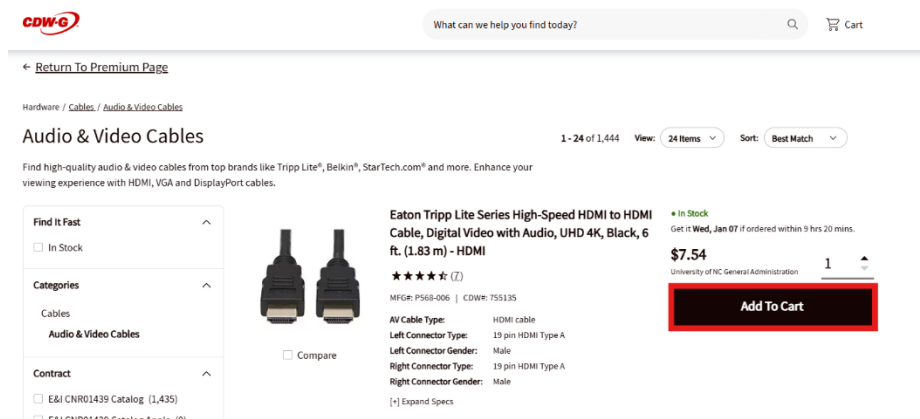 CDW-G
What can we help you find today?
Cart
← Return To Premium Page
Hardware / Cables / Audio & Video Cables
Audio & Video Cables
1 - 24 of 1,444 View: 24 Items Sort: Best Match
Find high-quality audio & video cables from top brands like Tripp Lite®, Belkin®, StarTech.com® and more. Enhance your
viewing experience with HDMI, VGA and DisplayPort cables.
Find It Fast
In Stock
Categories
Cables
Audio & Video Cables
Contract
E&I CNR01439 Catalog (1,435)
Compare
Eaton Tripp Lite Series High-Speed HDMI to HDMI
Cable, Digital Video with Audio, UHD 4K, Black, 6
ft. (1.83 m) - HDMI
(7)
MFG#: P568-006 | CDW#: 755135
AV Cable Type: HDMI cable
Left Connector Type: 19 pin HDMI Type A
Left Connector Gender: Male
Right Connector Type: 19 pin HDMI Type A
Right Connector Gender: Male
[+] Expand Specs
• In Stock
Get it Wed, Jan 07 if ordered within 9 hrs 20 mins.
$7.54
University of NC General Administration
1
Add To Cart